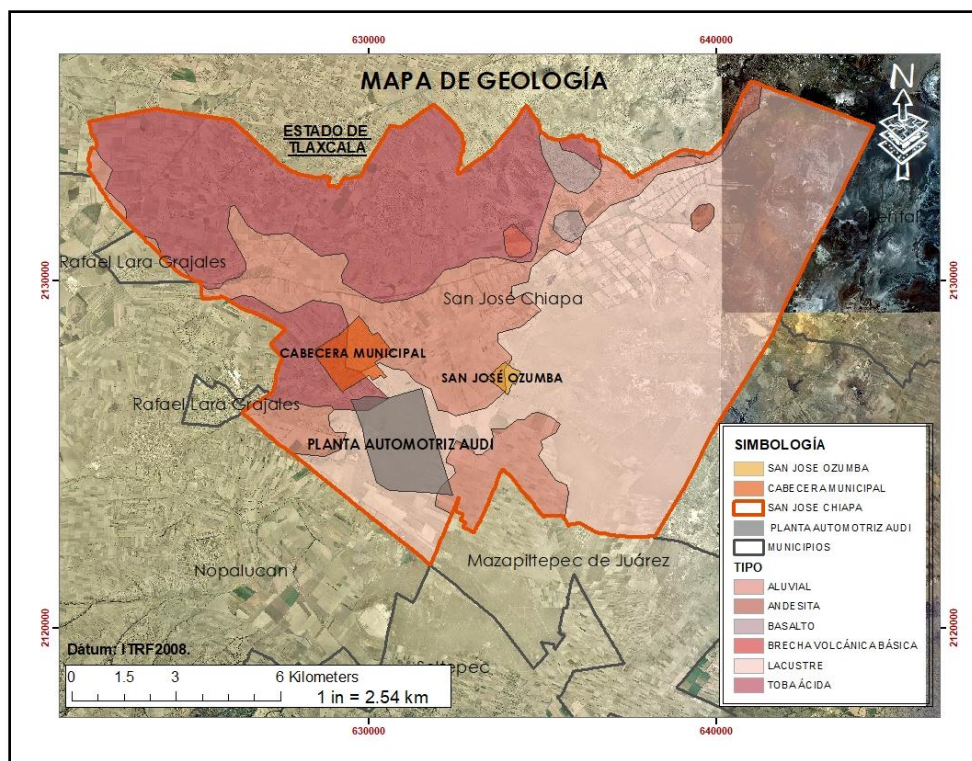 630000
640000
MAPA DE GEOLOGÍA
N
ESTADO DE
TLAXCALA
Oriental
2130000
2130000
Rafael Lara Grajales
San José Chiapa
CABECERA MUNICIPAL
SAN JOSÉ OZUMBA
Rafael Lara Grajales
PLANTA AUTOMOTRIZ AUDI
SIMBOLOGÍA
SAN JOSE OZUMBA
CABECERA MUNICIPAL
SAN JOSE CHIAPA
PLANTA AUTOMOTRIZ AUDI
MUNICIPIOS
TIPO
ALUVIAL
ANDESITA
BASALTO
BRECHA VOLCÁNICA BÁSICA
LACUSTRE
TOBA ÁCIDA
Mazapiltepec de Juárez
Nopalucan
2120000
2120000
Dátum: ITRF2008.
0 1.5 3 6 Kilometers
1 in = 2.54 km
630000
640000